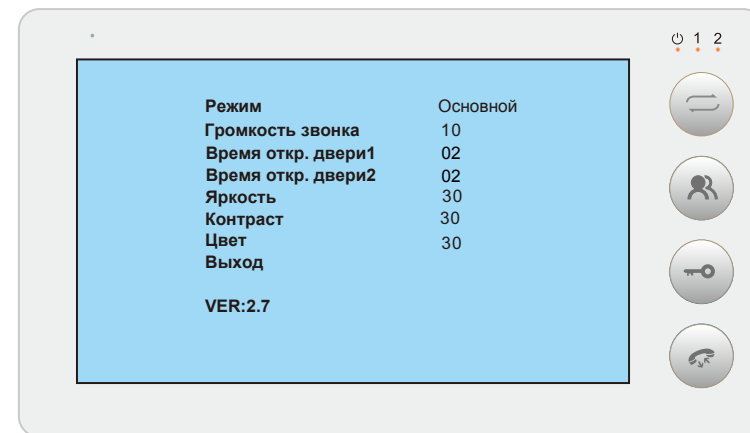 1 2
Режим Основной
Громкость звонка 10
Время откр. двери1 02
Время откр. двери2 02
Яркость 30
Контраст 30
Цвет 30
Выход
VER:2.7